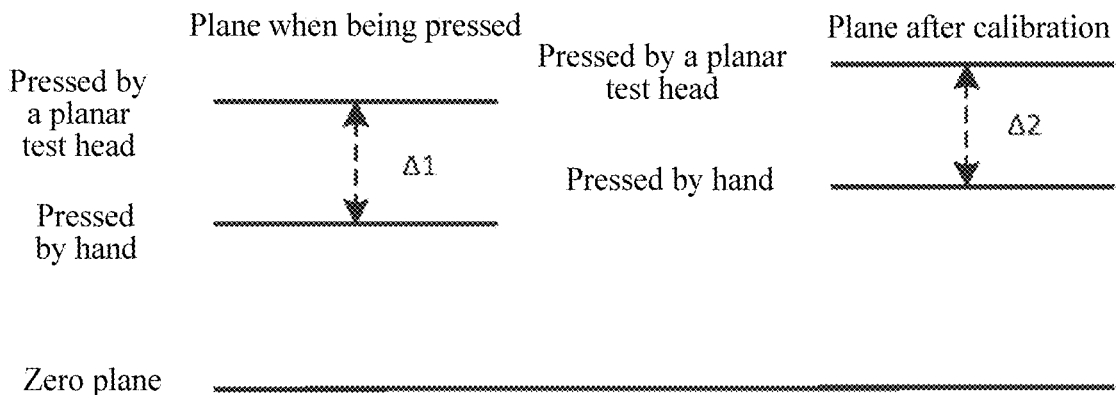 Plane when being pressed
Pressed by
a planar
test head
Δ1
Pressed
by hand
Plane after calibration
Pressed by a planar
test head
Δ2
Pressed by hand
Zero plane